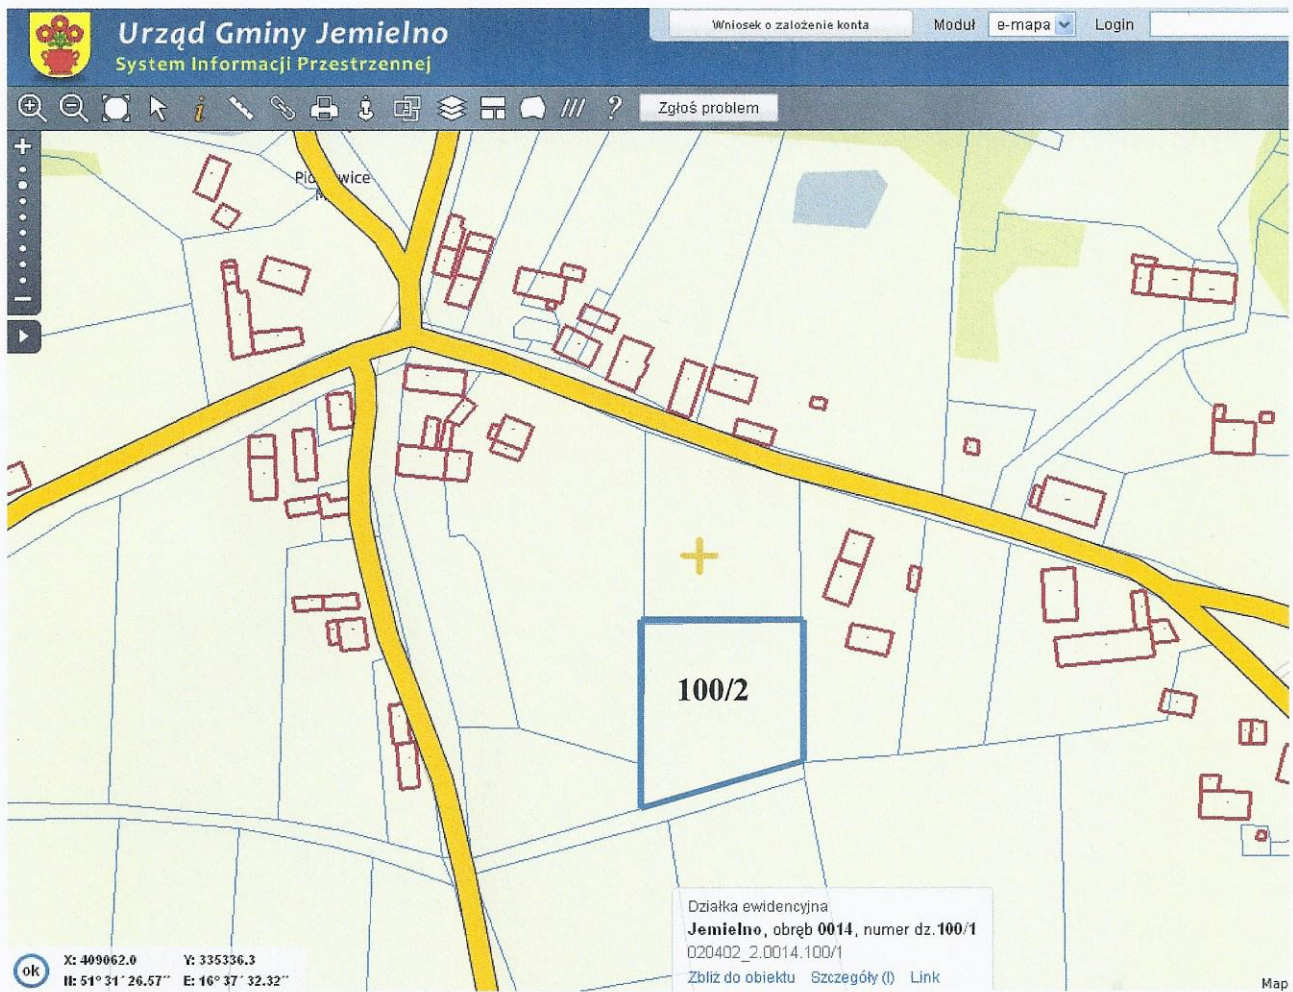 Urząd Gminy Jemielno
System Informacji Przestrzennej
Wniosek o założenie konta
Moduł e-mapa Login
Zgłoś problem
100/2
Działka ewidencyjna
Jemielno, obręb 0014, numer dz.100/1
020402_2.0014.100/1
Zbliż do obiektu Szczegóły (I) Link
ok
X: 409062.0 Y: 335336.3
N: 51° 31´ 26.57´´ E: 16° 37´ 32.32´´
Map